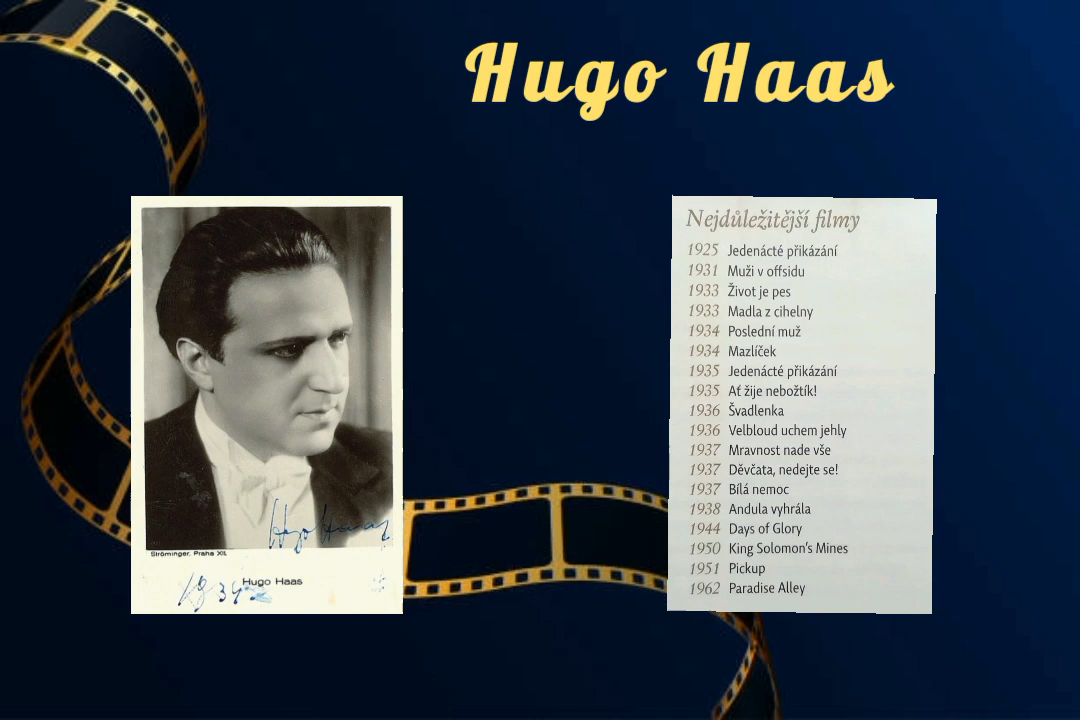 Hugo Haas
Hugo Haas
Ströminger, Praha XII.
Hugo Haas
Nejdůležitější filmy
1925 Jedenácté přikázání
1931 Muži v offsidu
1933 Život je pes
1933 Madla z cihelny
1934 Poslední muž
1934 Mazlíček
1935 Jedenácté přikázání
1935 Ať žije nebožtík!
1936 Švadlenka
1936 Velbloud uchem jehly
1937 Mravnost nade vše
1937 Děvčata, nedejte se!
1937 Bílá nemoc
1938 Andula vyhrála
1944 Days of Glory
1950 King Solomon's Mines
1951 Pickup
1962 Paradise Alley